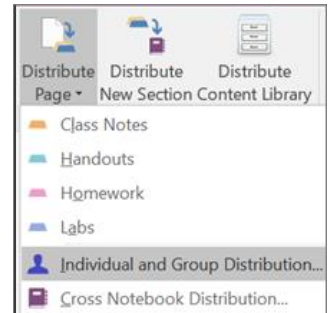 Distribute Distribute Distribute
Page New Section Content Library
Class Notes
Handouts
Homework
Labs
Individual and Group Distribution...
Cross Notebook Distribution...